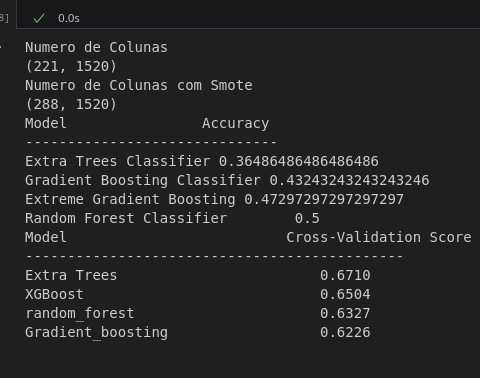 8]
0.0s
Numero de Colunas
(221, 1520)
Numero de Colunas com Smote
(288, 1520)
Model Accuracy
------------------------------
Extra Trees Classifier 0.36486486486486486
Gradient Boosting Classifier 0.43243243243243246
Extreme Gradient Boosting 0.47297297297297297
Random Forest Classifier 0.5
Model Cross-Validation Score
---------------------------------------------
Extra Trees 0.6710
XGBoost 0.6504
random_forest 0.6327
Gradient_boosting 0.6226